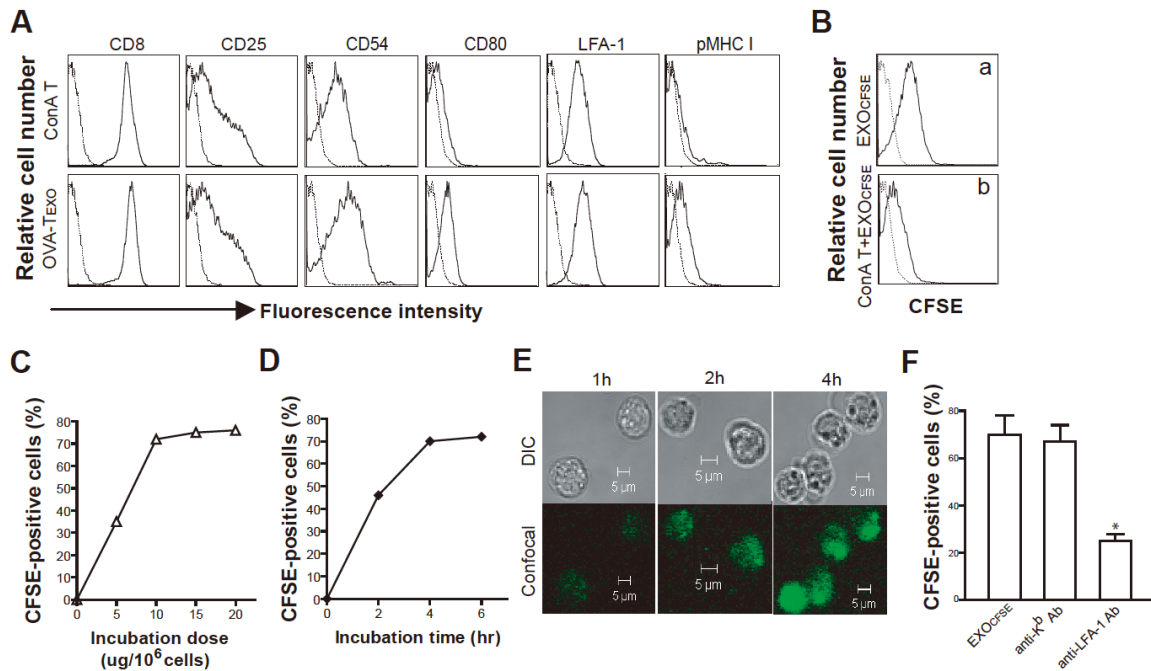 A
CD8 CD25 CD54 CD80 LFA-1 pMHC I
Relative cell number
ConA T
OVA-TEXO
Fluorescence intensity
B
Relative cell number
EXOCFSE
a
ConA T+EXOCFSE
b
CFSE
C
CFSE-positive cells (%)
80
70
60
50
40
30
20
10
0
0 5 10 15 20
Incubation dose
(ug/10⁶ cells)
D
CFSE-positive cells (%)
80
70
60
50
40
30
20
10
0
0 2 4 6
Incubation time (hr)
E
1h 2h 4h
DIC
5 µm 5 µm 5 µm
Confocal
5 µm 5 µm 5 µm
F
CFSE-positive cells (%)
80
60
40
20
0
*
EXOCFSE
anti-Kᵇ Ab
anti-LFA-1 Ab